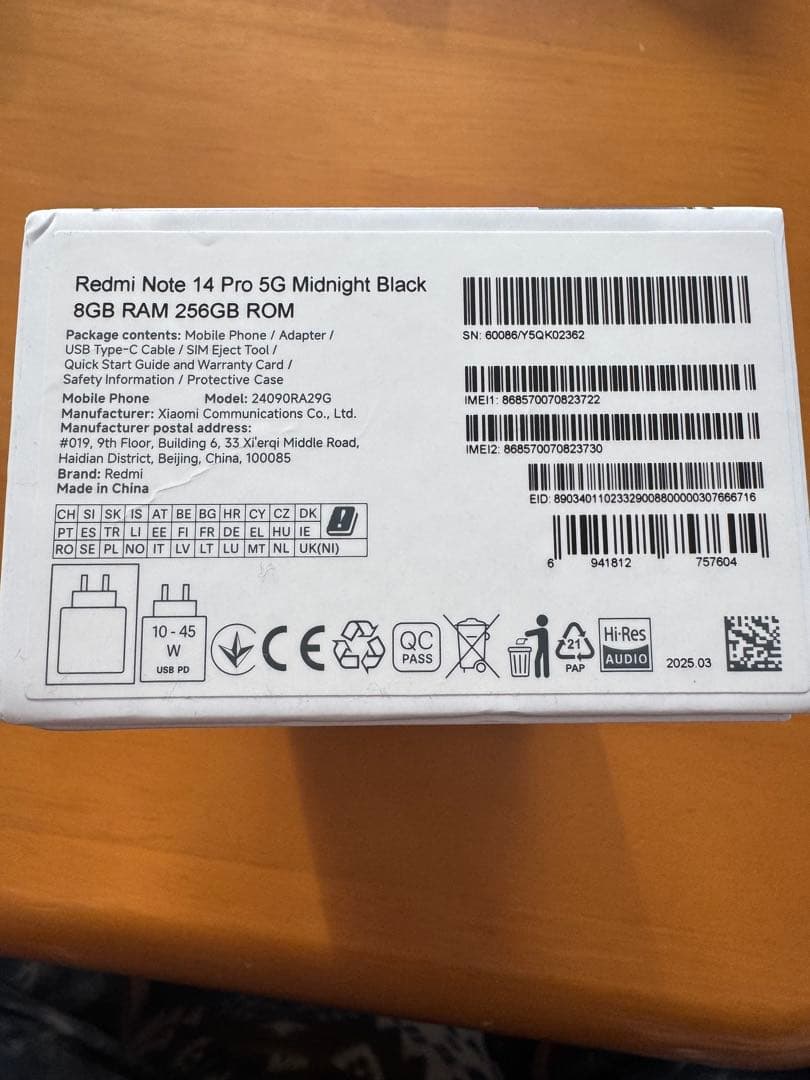 Redmi Note 14 Pro 5G Midnight Black
8GB RAM 256GB ROM
Package contents: Mobile Phone / Adapter /
USB Type-C Cable / SIM Eject Tool /
Quick Start Guide and Warranty Card /
Safety Information / Protective Case
Mobile Phone Model: 24090RA29G
Manufacturer: Xiaomi Communications Co., Ltd.
Manufacturer postal address:
#019, 9th Floor, Building 6, 33 Xi'erqi Middle Road,
Haidian District, Beijing, China, 100085
Brand: Redmi
Made in China
SN: 60086/Y5QK02362
IMEI1: 868570070823722
IMEI2: 868570070823730
EID: 89034011023329008800000307666716
6 941812 757604
CH SI SK IS AT BE BG HR CY CZ DK
PT ES TR LI EE FI FR DE EL HU IE
RO SE PL NO IT LV LT LU MT NL UK(NI)
10 - 45
W
USB PD
CE
QC
PASS
21
PAP
Hi-Res
AUDIO
2025.03